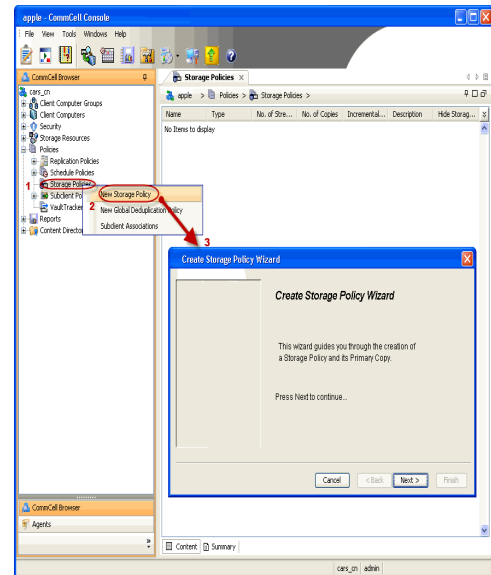 apple - CommCell Console
File View Tools Windows Help
CommCell Browser
Storage Policies
cars_cn
Client Computer Groups
Client Computers
Security
Storage Resources
Policies
Replication Policies
Schedule Policies
1 Storage Policies
Subclient Po
VaultTracker
Reports
Content Director
apple > Policies > Storage Policies >
Name Type No. of Stre... No. of Copies Incremental... Description Hide Storag...
No Items to display
New Storage Policy
2 New Global Deduplication Policy
Subclient Associations
3
Create Storage Policy Wizard
Create Storage Policy Wizard
This wizard guides you through the creation of
a Storage Policy and its Primary Copy.
Press Next to continue...
Cancel < Back Next > Finish
CommCell Browser
Agents
Content Summary
cars_cn admin